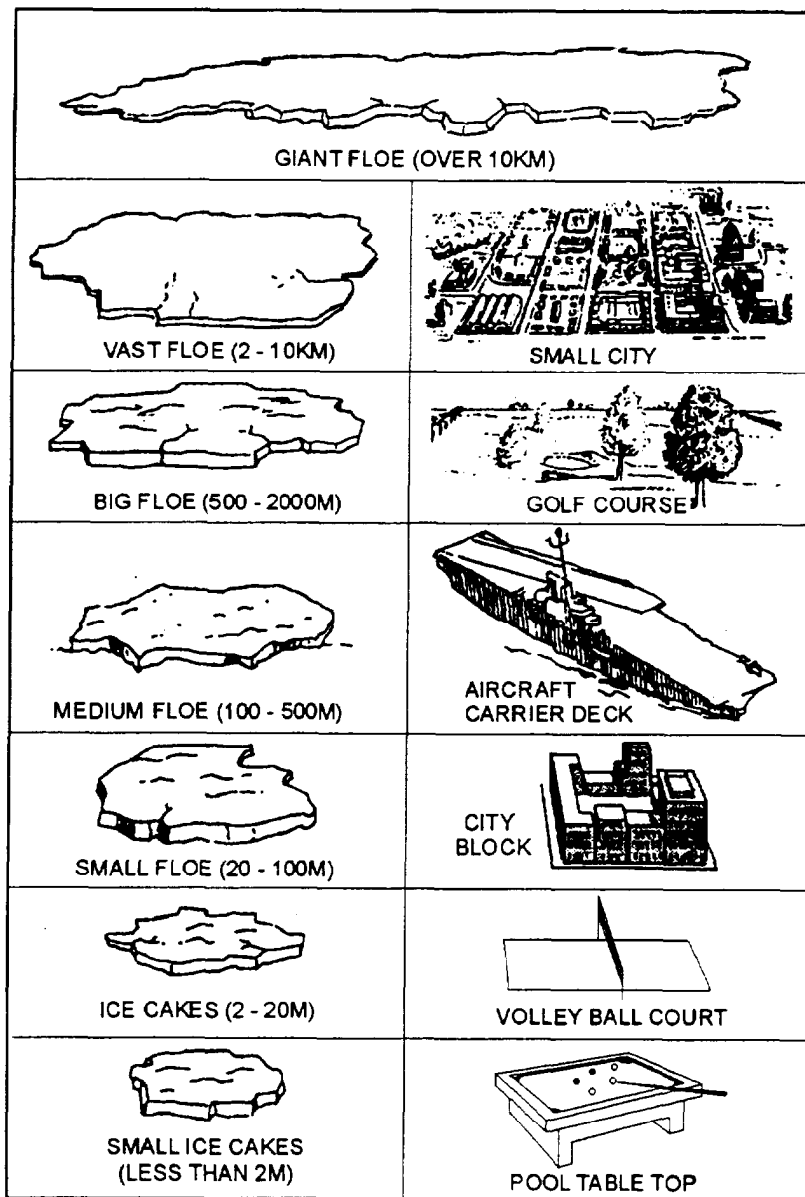 GIANT FLOE (OVER 10KM)
VAST FLOE (2 - 10KM)
SMALL CITY
BIG FLOE (500 - 2000M)
GOLF COURSE
MEDIUM FLOE (100 - 500M)
AIRCRAFT
CARRIER DECK
SMALL FLOE (20 - 100M)
CITY
BLOCK
ICE CAKES (2 - 20M)
VOLLEY BALL COURT
SMALL ICE CAKES
(LESS THAN 2M)
POOL TABLE TOP